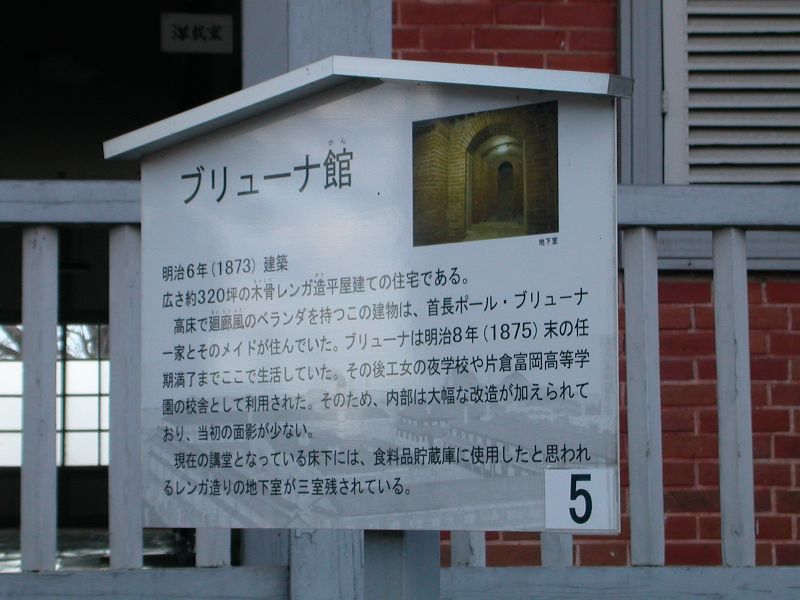 ブリューナ館
かん
地下室
明治6年(1873) 建築
広さ約320坪の木骨レンガ造平屋建ての住宅である。
高床で廻廊風のベランダを持つこの建物は、首長ポール・ブリューナ
一家とそのメイドが住んでいた。ブリューナは明治8年(1875) 末の任
期満了までここで生活していた。その後工女の夜学校や片倉富岡高等学
園の校舎として利用された。そのため、内部は大幅な改造が加えられて
おり、当初の面影が少ない。
現在の講堂となっている床下には、食料品貯蔵庫に使用したと思われ
るレンガ造りの地下室が三室残されている。
5